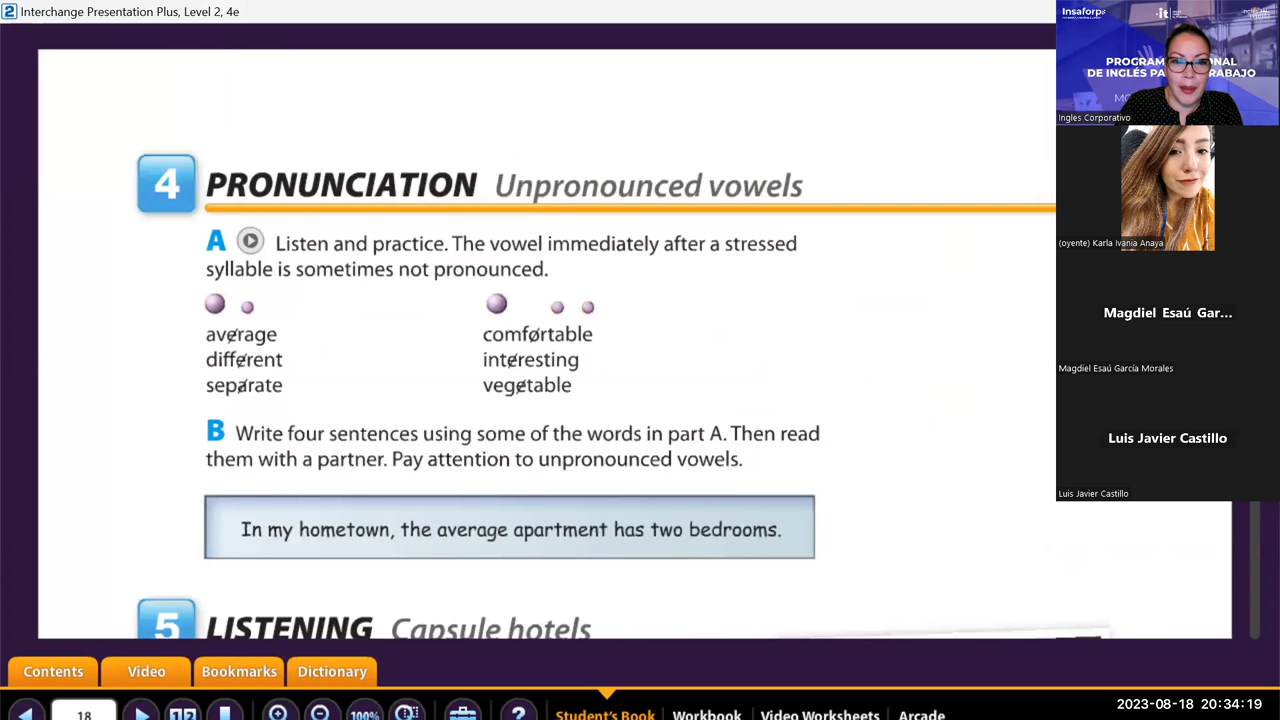 Interchange Presentation Plus, Level 2, 4e
4 PRONUNCIATION Unpronounced vowels
A Listen and practice. The vowel immediately after a stressed
syllable is sometimes not pronounced.
average
different
separate
comfortable
interesting
vegetable
B Write four sentences using some of the words in part A. Then read
them with a partner. Pay attention to unpronounced vowels.
In my hometown, the average apartment has two bedrooms.
5 LISTENING Capsule hotels
Contents Video Bookmarks Dictionary
18
100%
?
Student's Book Workbook Video Worksheets Arcade
Insaforp
Ingles Corporativo
(oyente) Karla Ivania Anaya
Magdiel Esaú Gar...
Magdiel Esaú García Morales
Luis Javier Castillo
Luis Javier Castillo
2023-08-18 20:34:19